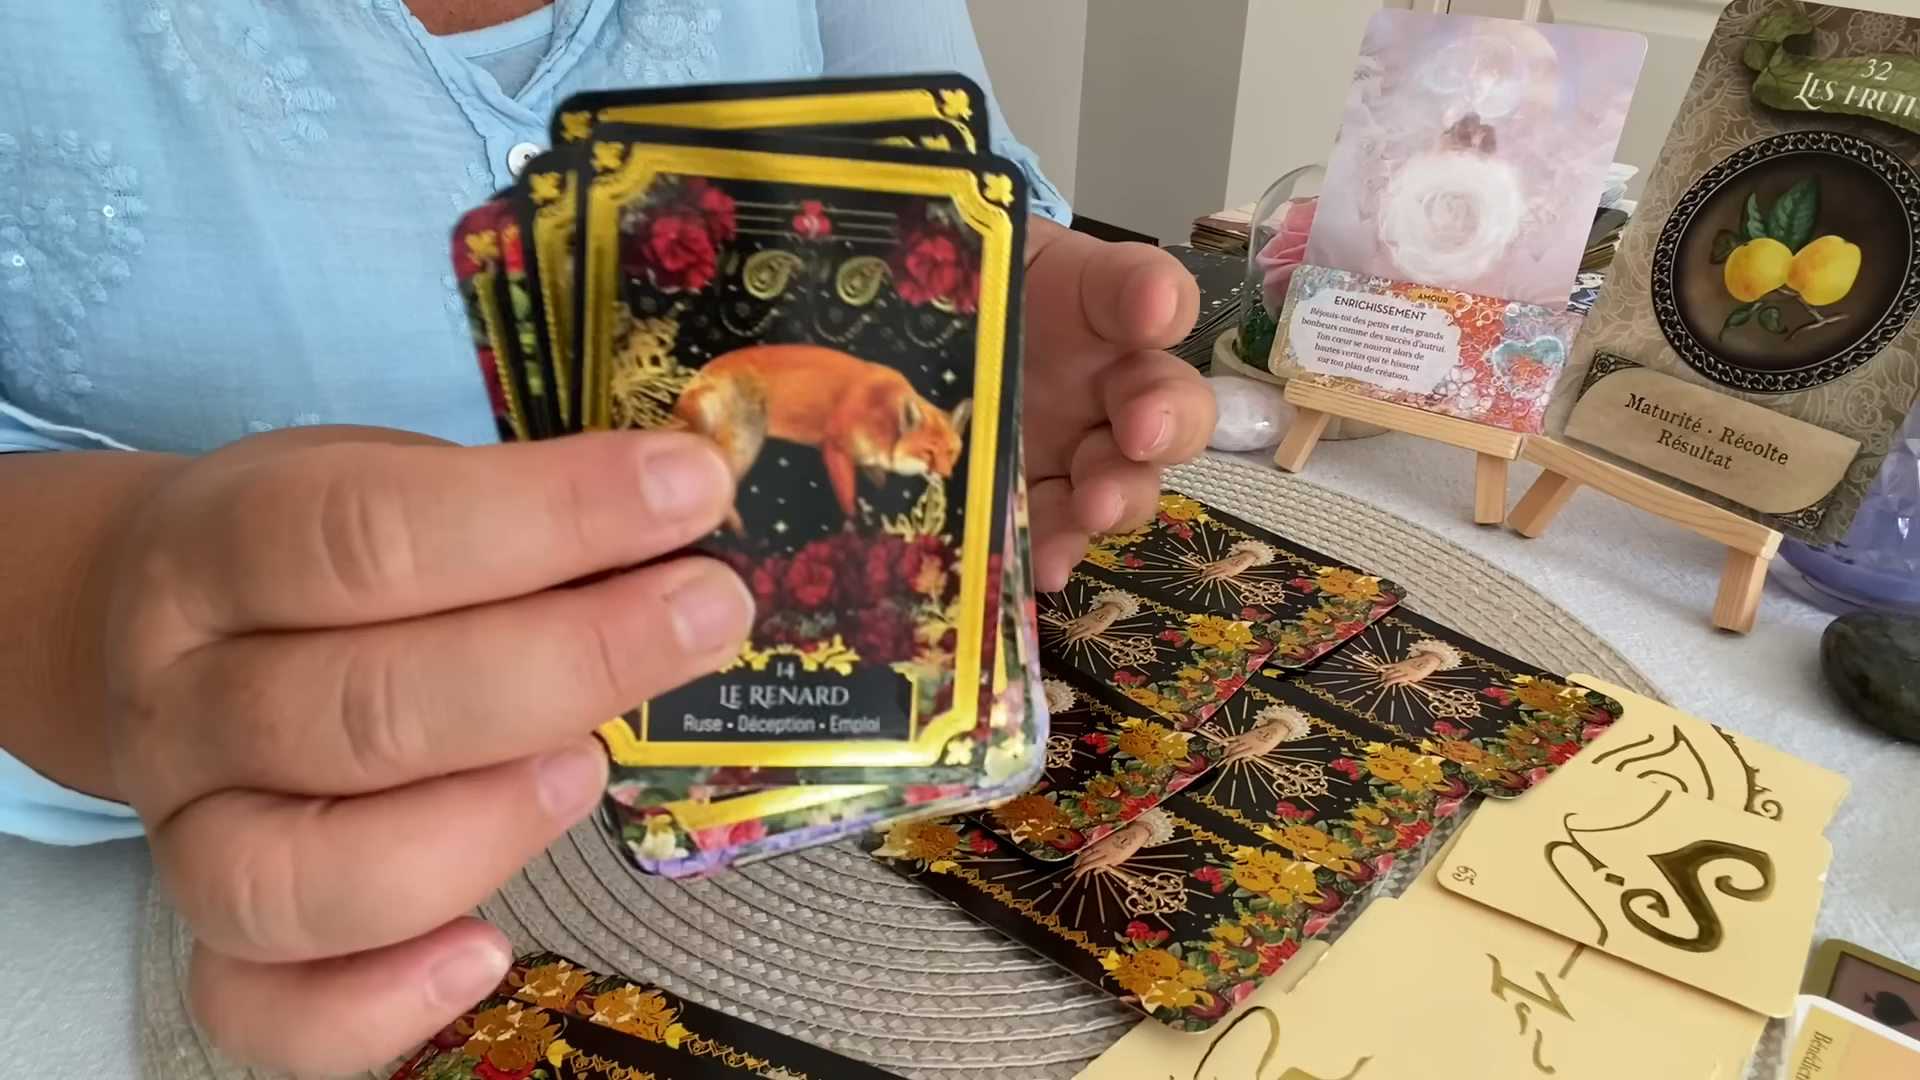 14
LE RENARD
Ruse • Déception • Emploi
AMOUR
ENRICHISSEMENT
Réjouis-toi des petits et des grands
bonheurs comme des succès d'autrui.
Ton cœur se nourrit alors de
hautes vertus qui te hissent
sur ton plan de création.
32
LES FRUITS
Maturité • Récolte
Résultat
65
S